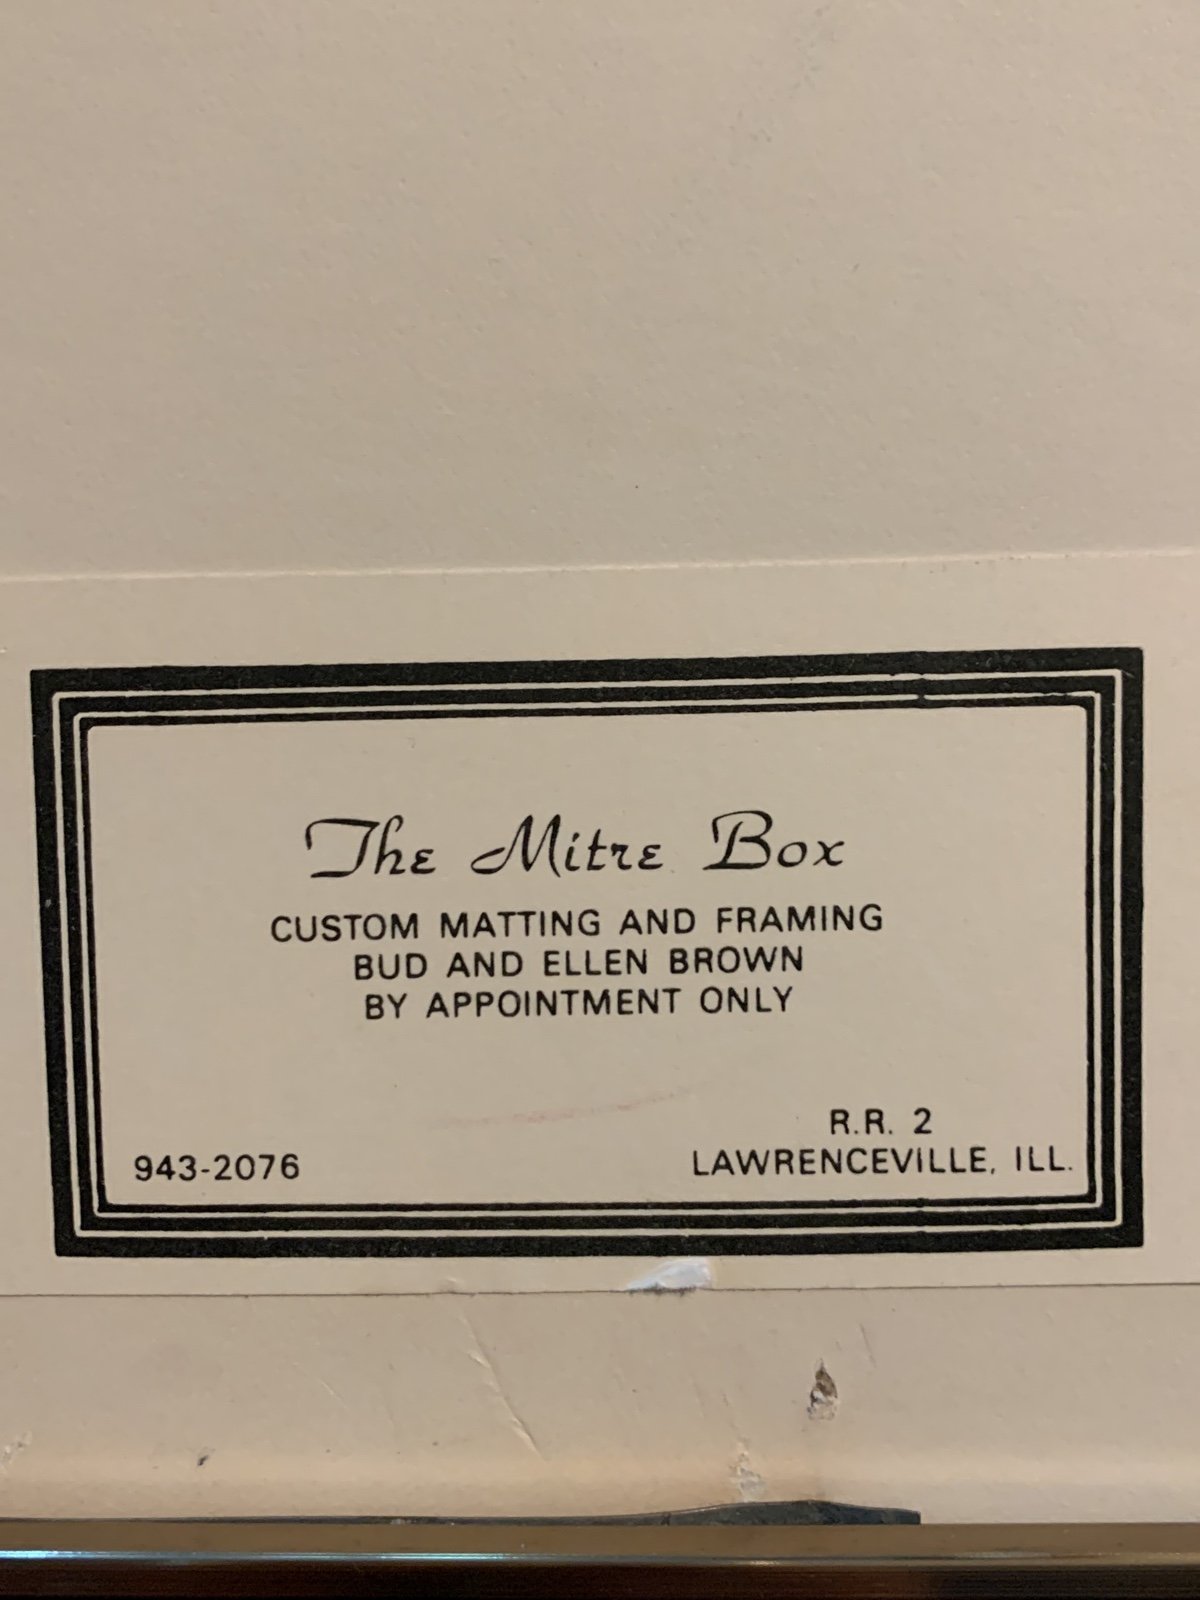 The Mitre Box
CUSTOM MATTING AND FRAMING
BUD AND ELLEN BROWN
BY APPOINTMENT ONLY
R.R. 2
943-2076 LAWRENCEVILLE, ILL.